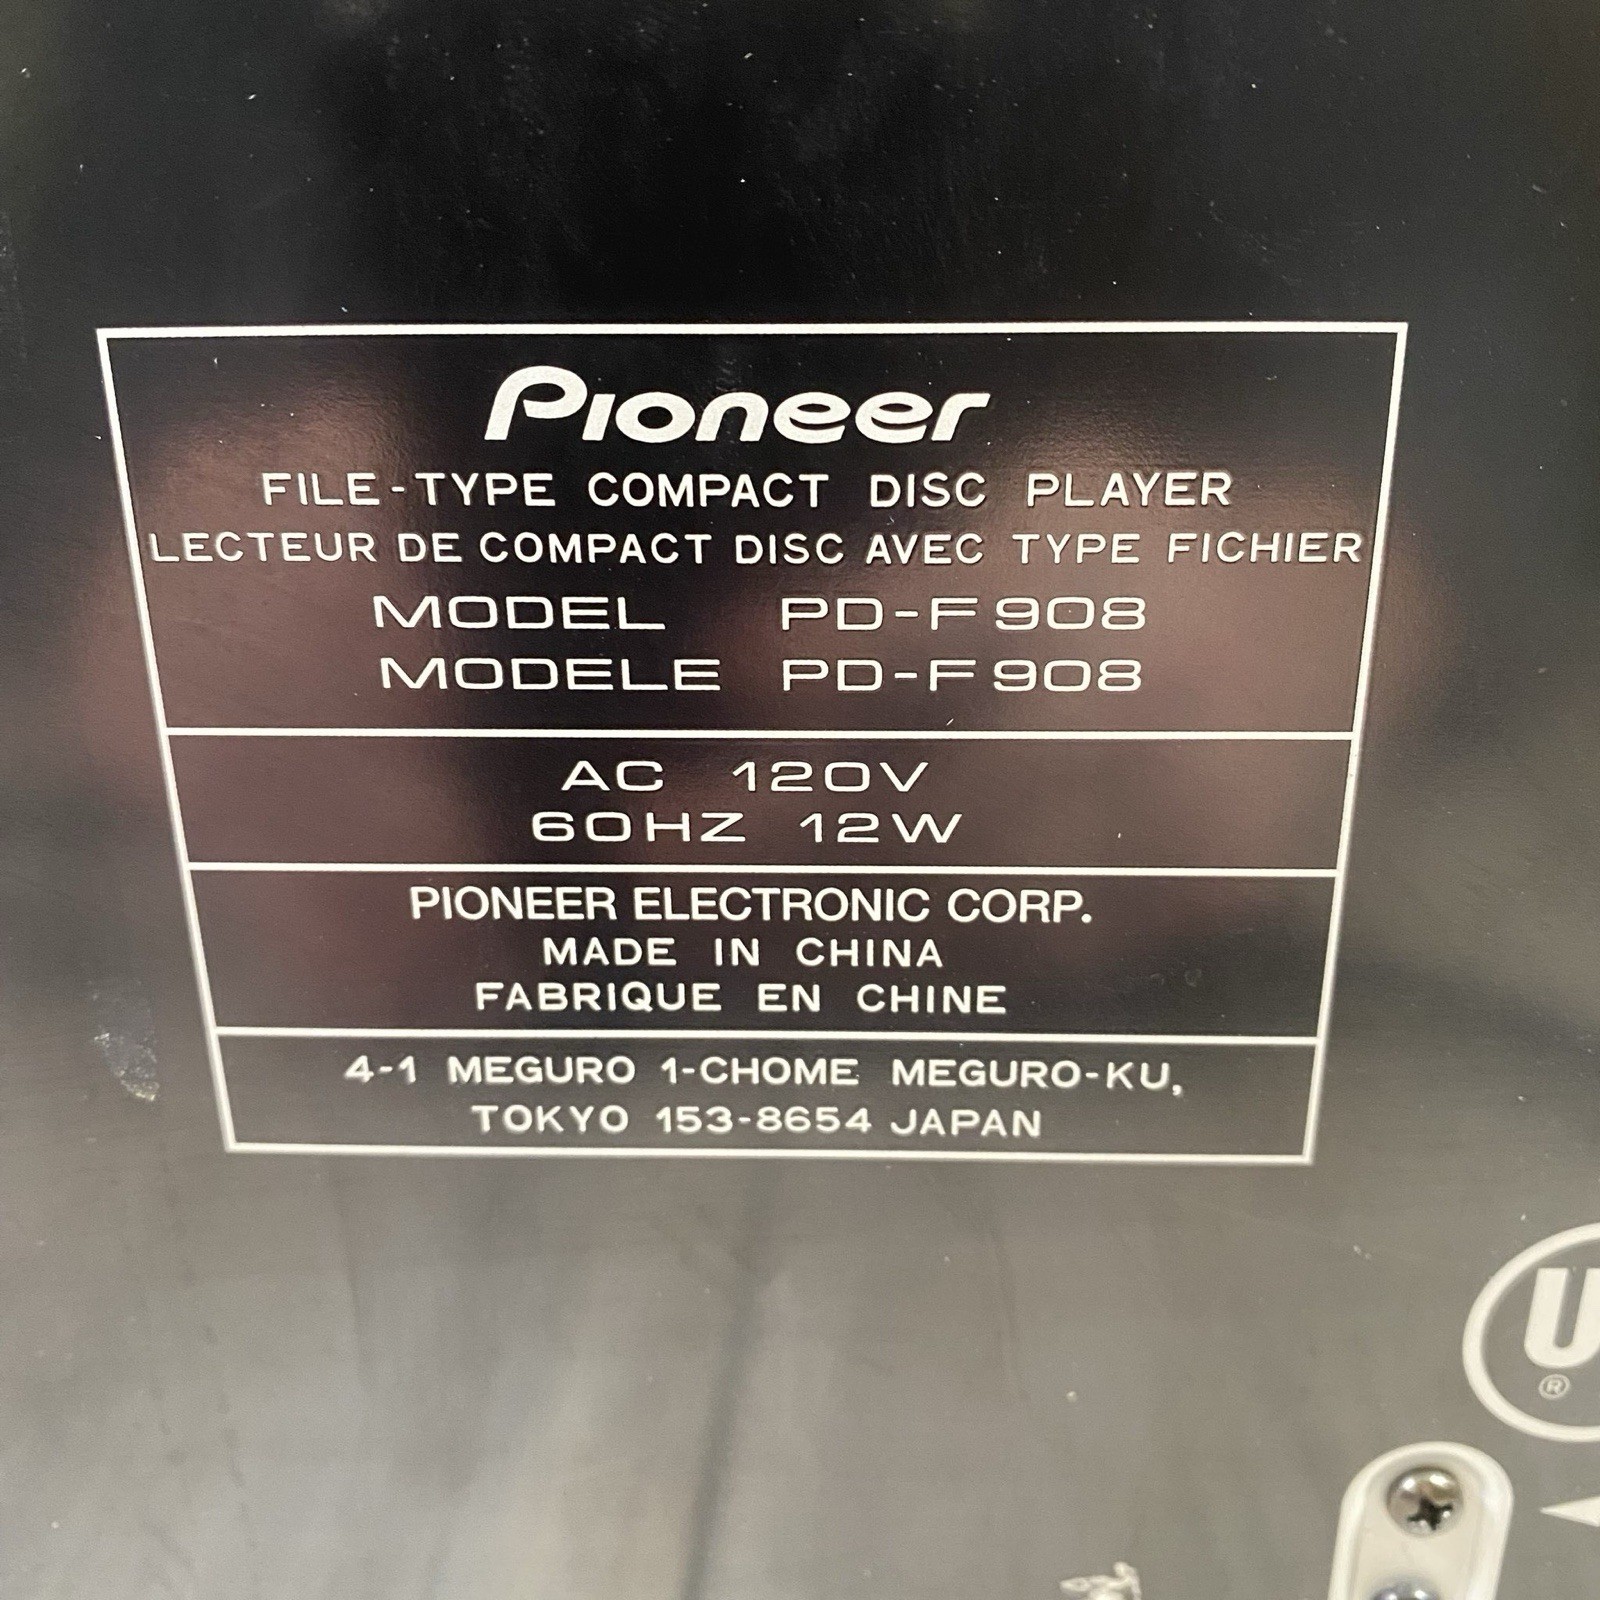 Pioneer
FILE-TYPE COMPACT DISC PLAYER
LECTEUR DE COMPACT DISC AVEC TYPE FICHIER
MODEL PD-F908
MODELE PD-F908
AC 120V
60HZ 12W
PIONEER ELECTRONIC CORP.
MADE IN CHINA
FABRIQUE EN CHINE
4-1 MEGURO 1-CHOME MEGURO-KU,
TOKYO 153-8654 JAPAN
U
®